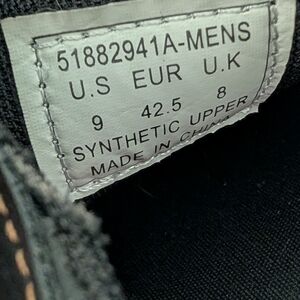 51882941A-MENS
U.S EUR U.K
9 42.5 8
SYNTHETIC UPPER
MADE IN CHINA